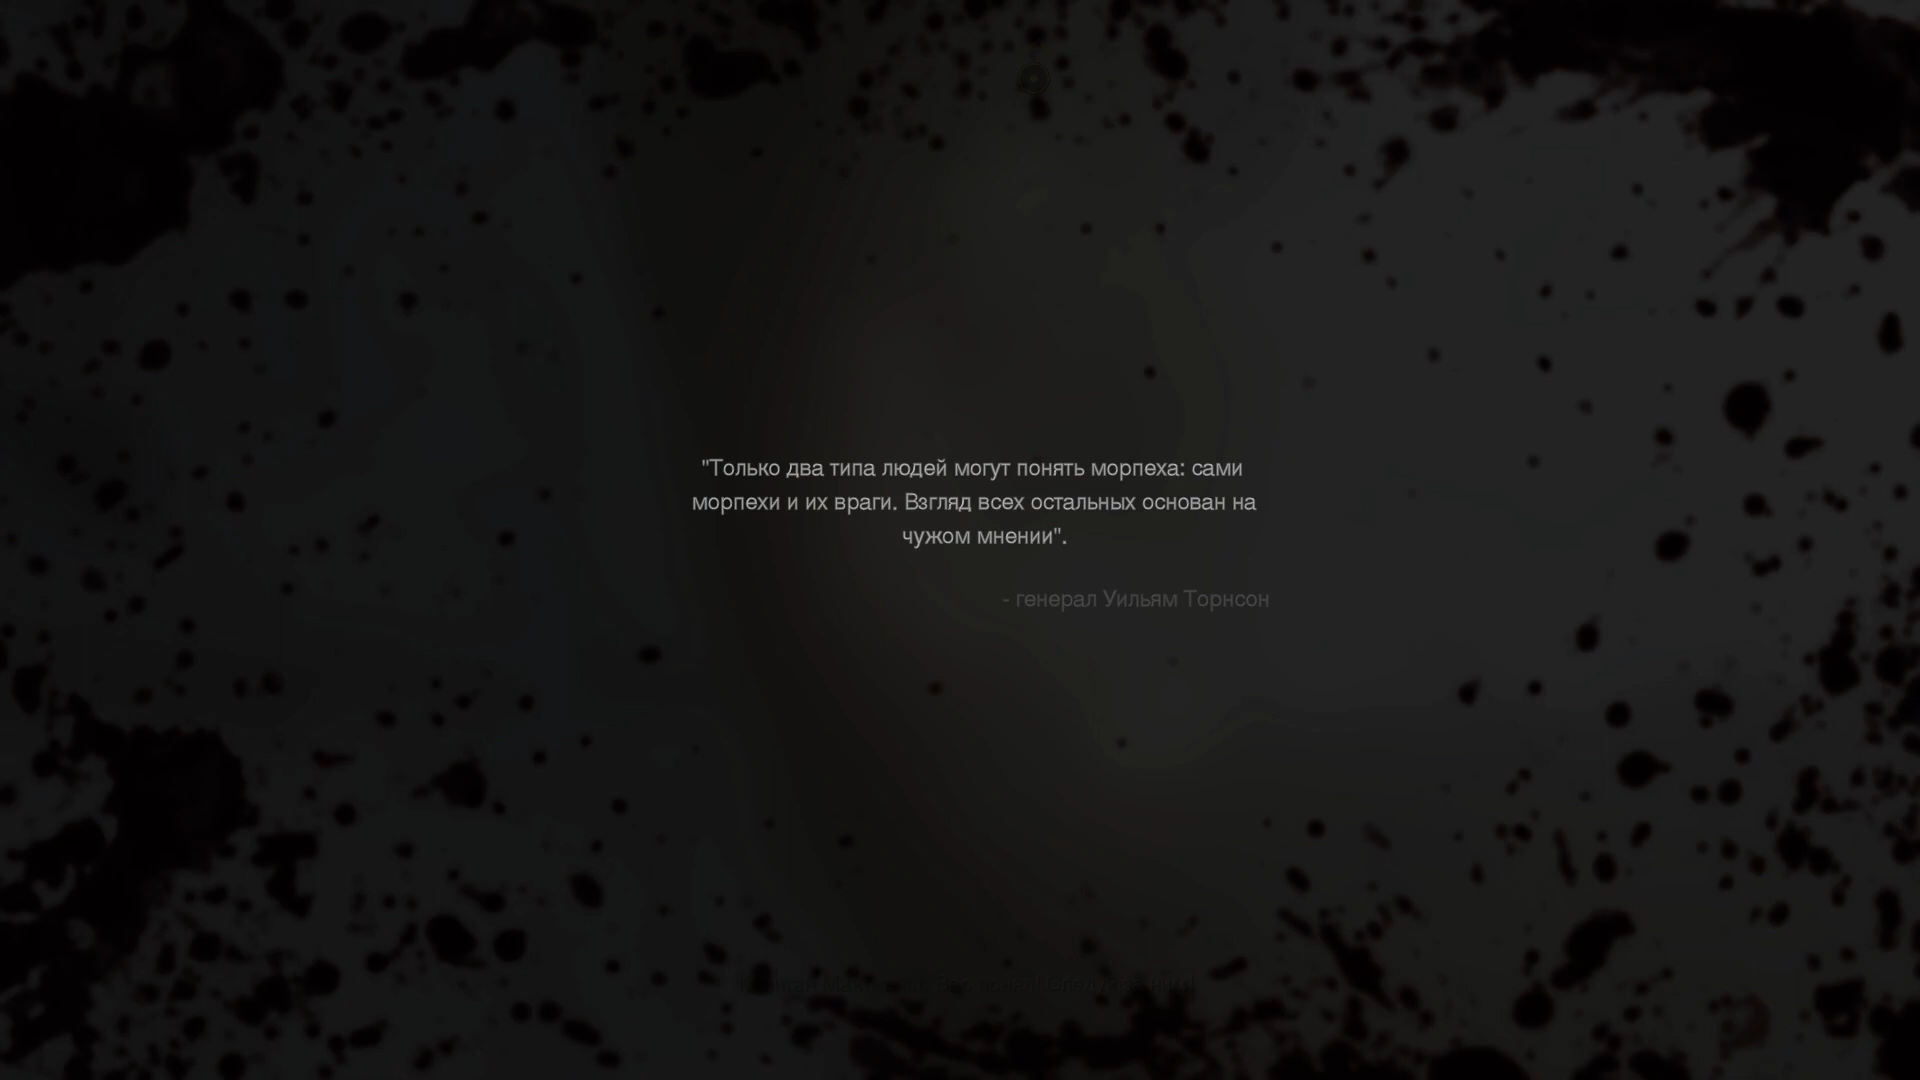 "Только два типа людей могут понять морпеха: сами
морпехи и их враги. Взгляд всех остальных основан на
чужом мнении".
- генерал Уильям Торнсон